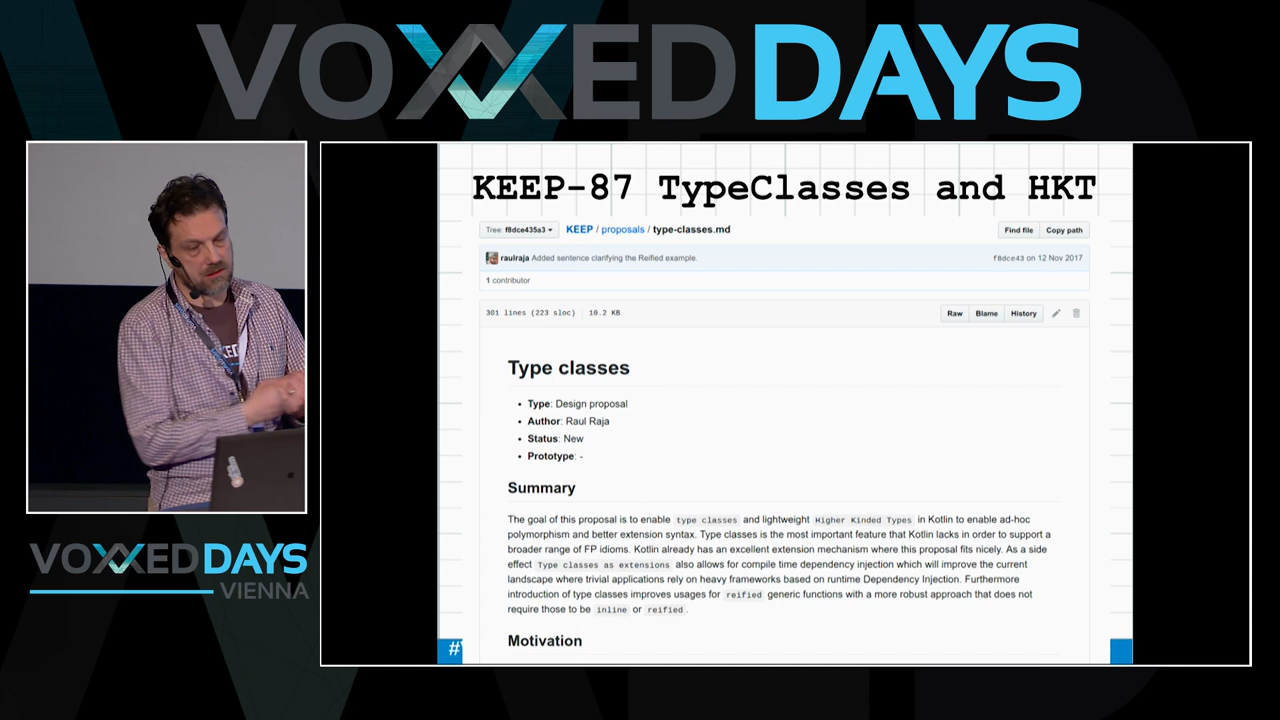 VOXXED DAYS
KEEP-87 TypeClasses and HKT
Tree: f8dce435a3
KEEP / proposals / type-classes.md
Find file
Copy path
raulraja Added sentence clarifying the Reified example.
f8dce43 on 12 Nov 2017
1 contributor
301 lines (223 sloc)
10.2 KB
Raw
Blame
History
Type classes
• Type: Design proposal
• Author: Raul Raja
• Status: New
• Prototype: -
Summary
The goal of this proposal is to enable type classes and lightweight Higher Kinded Types in Kotlin to enable ad-hoc
polymorphism and better extension syntax. Type classes is the most important feature that Kotlin lacks in order to support a
broader range of FP idioms. Kotlin already has an excellent extension mechanism where this proposal fits nicely. As a side
effect Type classes as extensions also allows for compile time dependency injection which will improve the current
landscape where trivial applications rely on heavy frameworks based on runtime Dependency Injection. Furthermore
introduction of type classes improves usages for reified generic functions with a more robust approach that does not
require those to be inline or reified.
Motivation
#
VOXXED DAYS
VIENNA